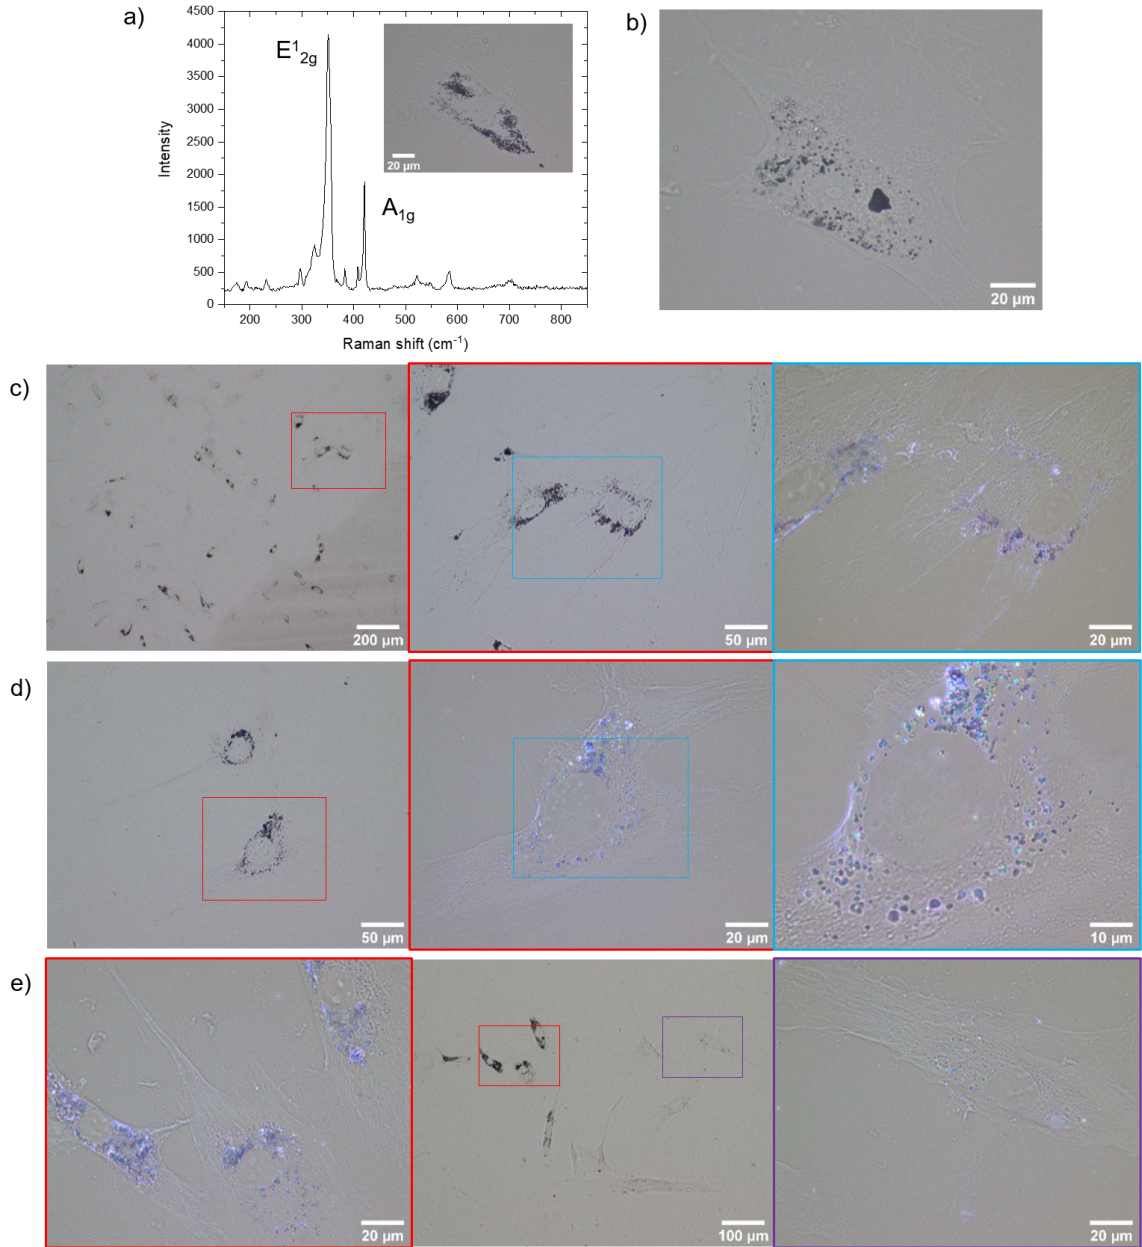 a)
4500
4000
3500
3000
2500
2000
1500
1000
500
0
Intensity
E¹2g
A1g
20 µm
200 300 400 500 600 700 800
Raman shift (cm⁻¹)
b)
20 µm
c)
200 µm
50 µm
20 µm
d)
50 µm
20 µm
10 µm
e)
20 µm
100 µm
20 µm